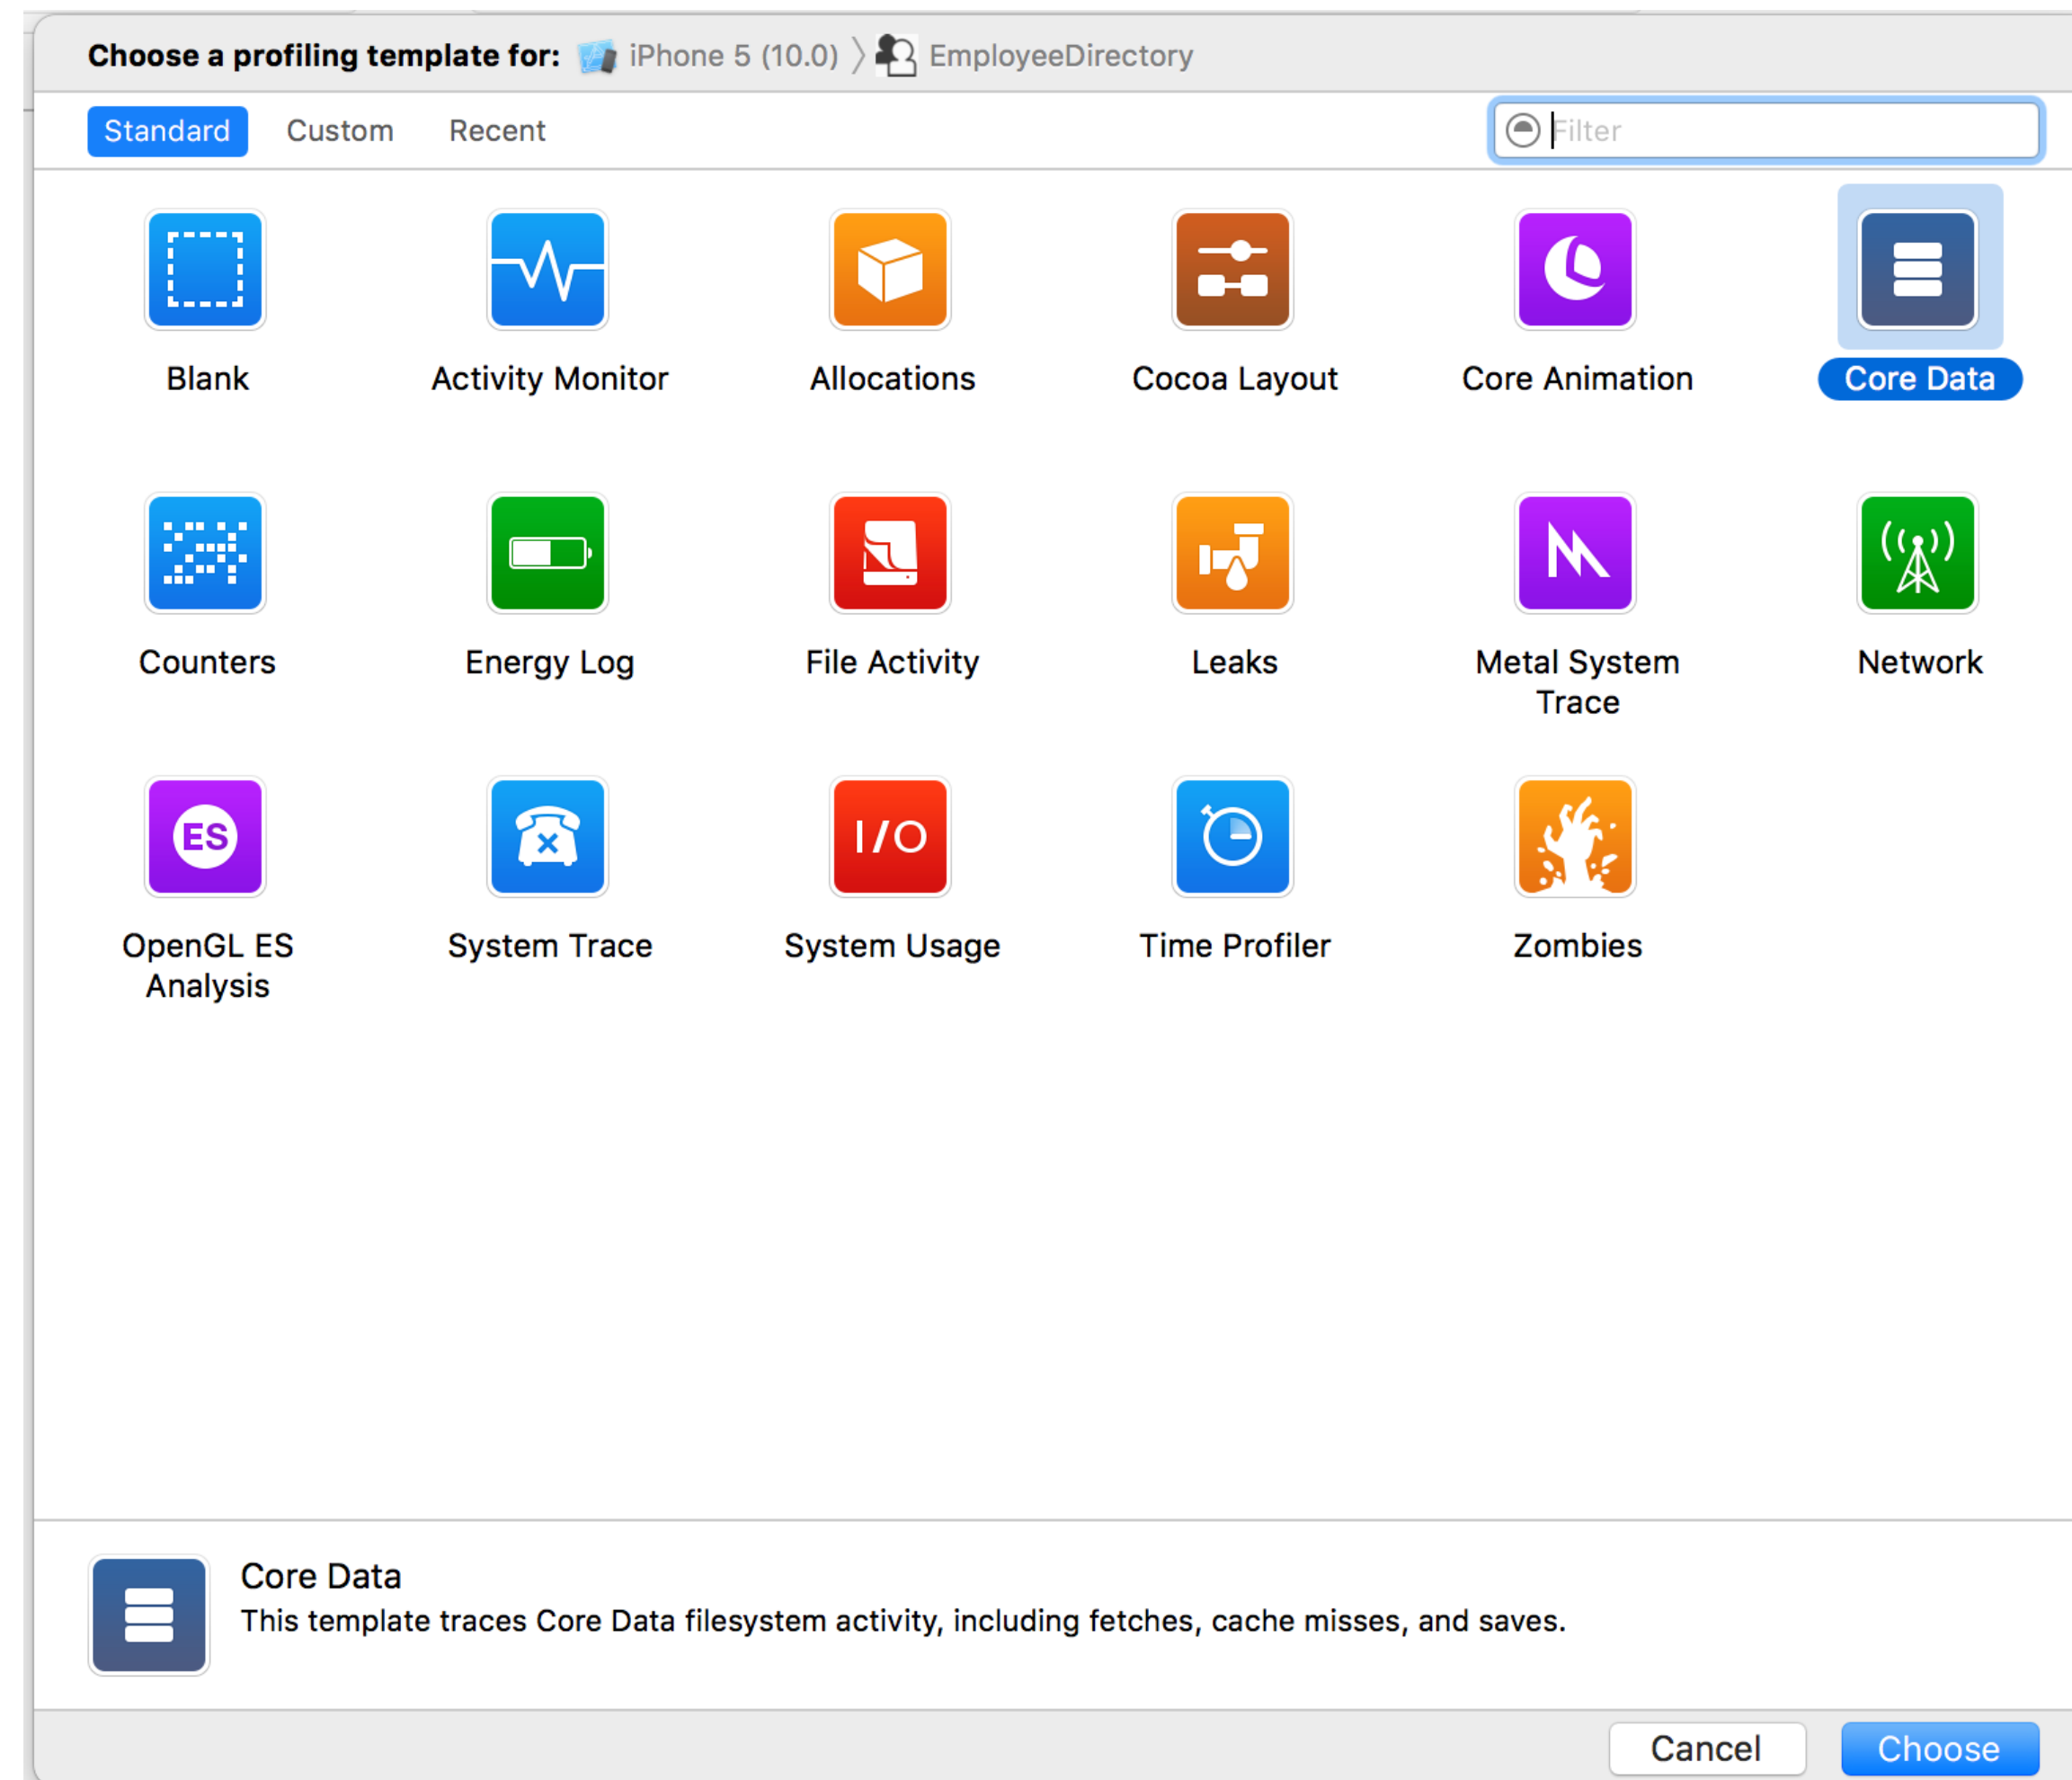 Choose a profiling template for: iPhone 5 (10.0) 〉 EmployeeDirectory
Standard Custom Recent Filter
Blank Activity Monitor Allocations Cocoa Layout Core Animation Core Data
Counters Energy Log File Activity Leaks Metal System Trace Network
ES I/O
OpenGL ES Analysis System Trace System Usage Time Profiler Zombies
Core Data
This template traces Core Data filesystem activity, including fetches, cache misses, and saves.
Cancel Choose